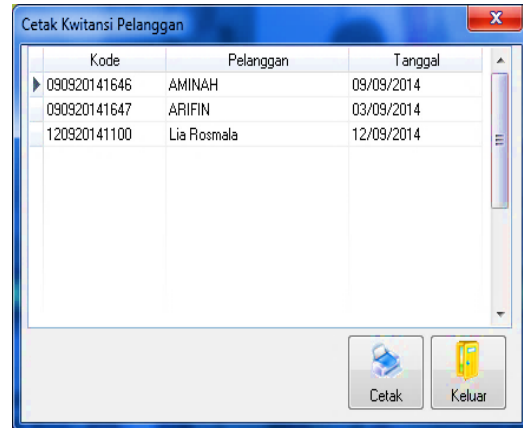 Cetak Kwitansi Pelanggan
Kode Pelanggan Tanggal
090920141646 AMINAH 09/09/2014
090920141647 ARIFIN 03/09/2014
120920141100 Lia Rosmala 12/09/2014
Cetak Keluar